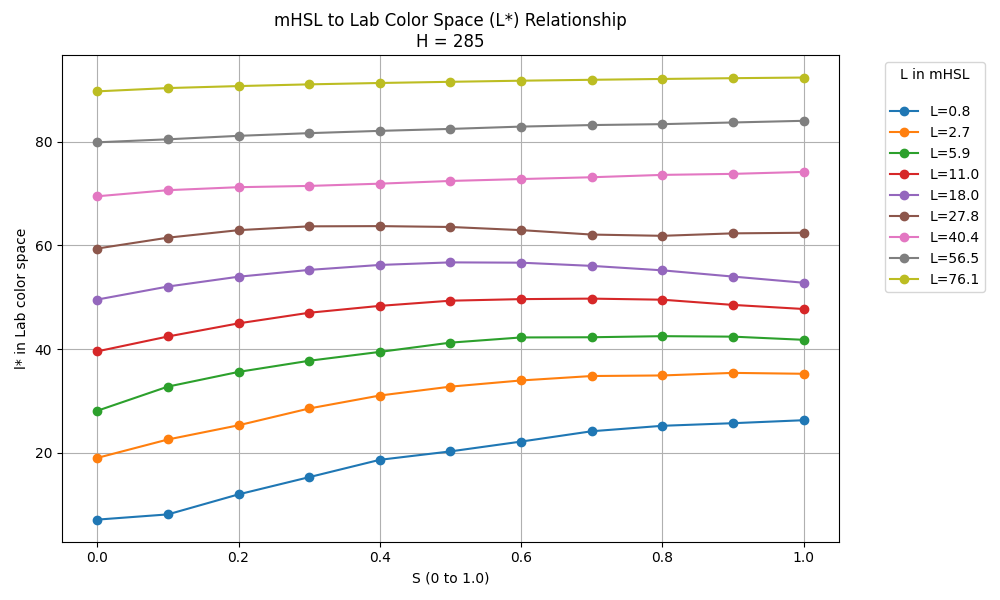 mHSL to Lab Color Space (L*) Relationship
H = 285
l* in Lab color space
80
60
40
20
0.0 0.2 0.4 0.6 0.8 1.0
S (0 to 1.0)
L in mHSL
L=0.8
L=2.7
L=5.9
L=11.0
L=18.0
L=27.8
L=40.4
L=56.5
L=76.1